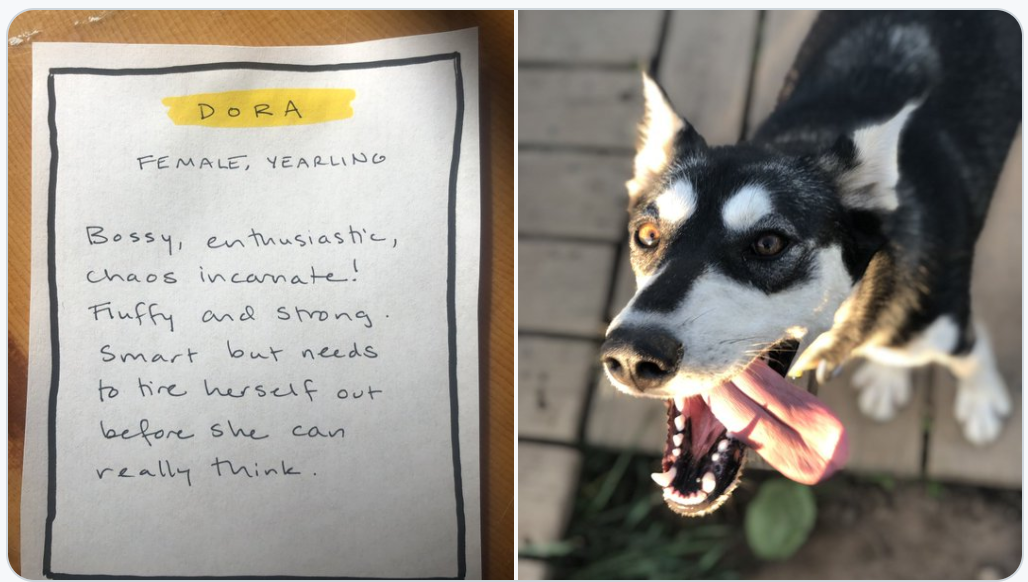 DORA
FEMALE, YEARLING
Bossy, enthusiastic,
chaos incarnate!
Fluffy and strong.
Smart but needs
to tire herself out
before she can
really think.